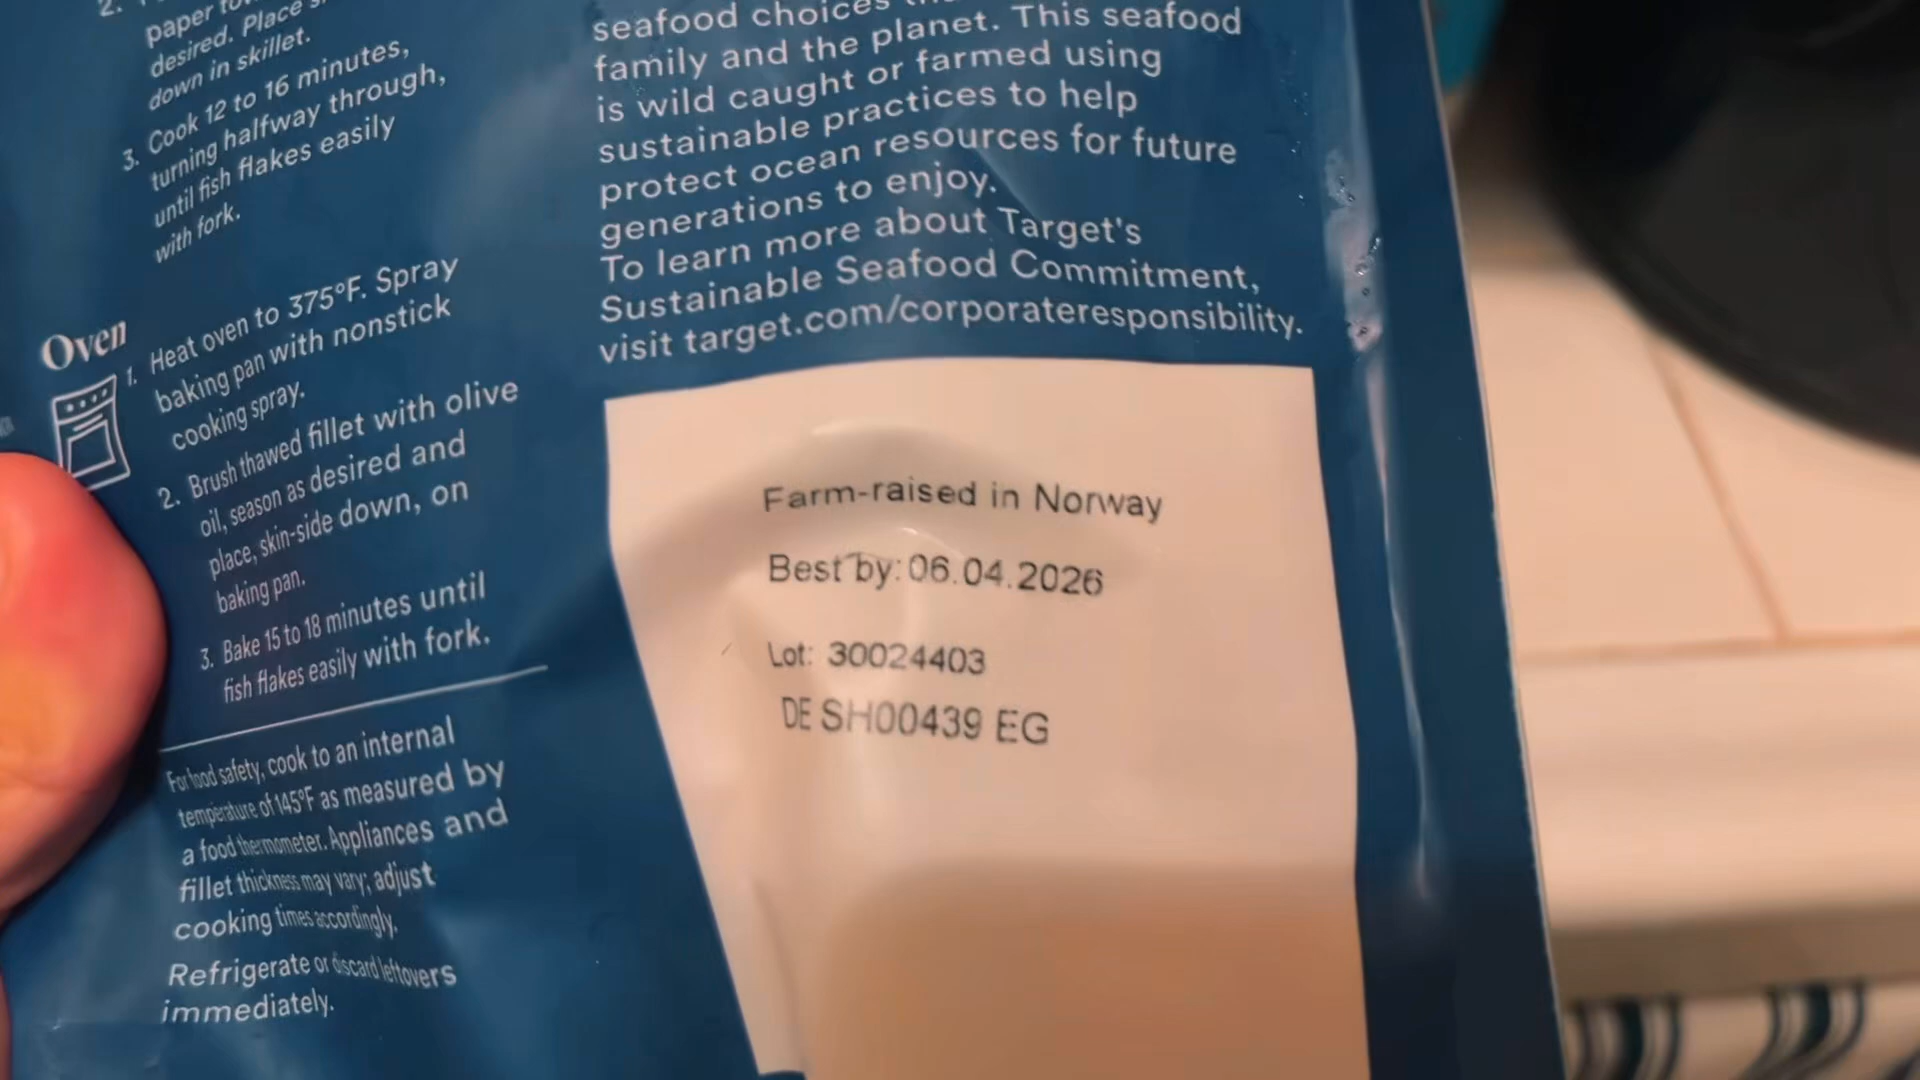 2.
paper
desired. Place
down in skillet.
3. Cook 12 to 16 minutes,
turning halfway through,
until fish flakes easily
with fork.
Oven
1. Heat oven to 375°F. Spray
baking pan with nonstick
cooking spray.
2. Brush thawed fillet with olive
oil, season as desired and
place, skin-side down, on
baking pan.
3. Bake 15 to 18 minutes until
fish flakes easily with fork.
For food safety, cook to an internal
temperature of 145°F as measured by
a food thermometer. Appliances and
fillet thickness may vary; adjust
cooking times accordingly.
Refrigerate or discard leftovers
immediately.
seafood choices
family and the planet. This seafood
is wild caught or farmed using
sustainable practices to help
protect ocean resources for future
generations to enjoy.
To learn more about Target's
Sustainable Seafood Commitment,
visit target.com/corporateresponsibility.
Farm-raised in Norway
Best by: 06.04.2026
Lot: 30024403
DE SH00439 EG